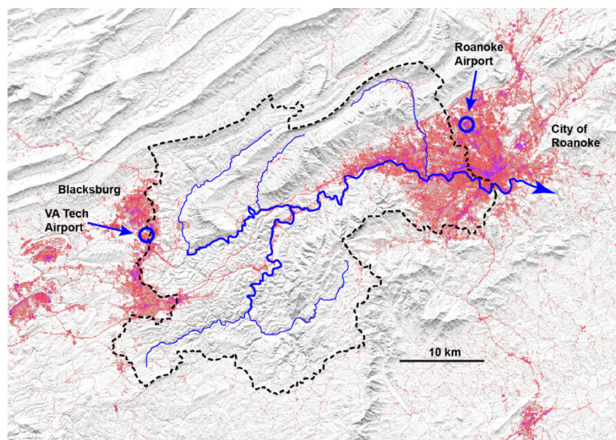 Roanoke
Airport
City of
Roanoke
Blacksburg
VA Tech
Airport
10 km